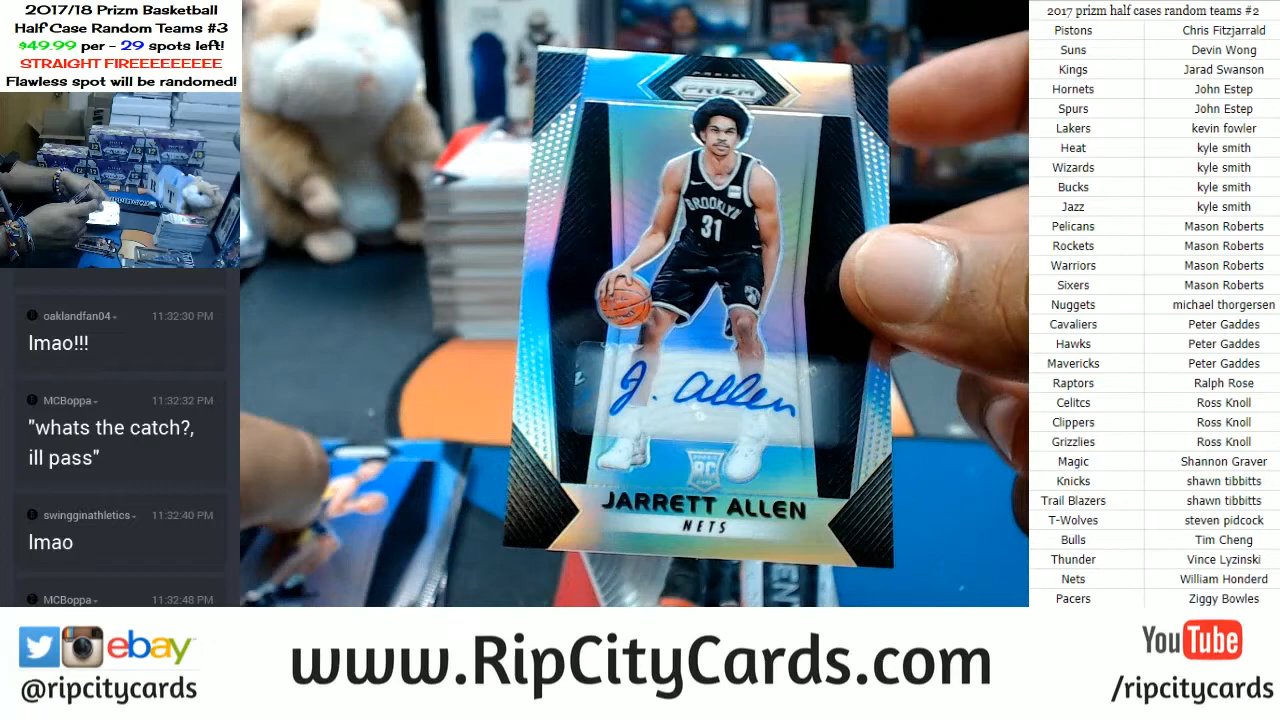 2017/18 Prizm Basketball
Half Case Random Teams #3
$49.99 per - 29 spots left!
STRAIGHT FIREEEEEEEEE
Flawless spot will be randomed!
oaklandfan04 11:32:30 PM
lmao!!!
MCBoppa 11:32:32 PM
"whats the catch?,
ill pass"
swingginathletics 11:32:40 PM
lmao
MCBoppa 11:32:48 PM
PANINI
PRIZM
BROOKLYN
31
J. Allen
RC
JARRETT ALLEN
NETS
2017 prizm half cases random teams #2
Pistons Chris Fitzjarrald
Suns Devin Wong
Kings Jarad Swanson
Hornets John Estep
Spurs John Estep
Lakers kevin fowler
Heat kyle smith
Wizards kyle smith
Bucks kyle smith
Jazz kyle smith
Pelicans Mason Roberts
Rockets Mason Roberts
Warriors Mason Roberts
Sixers Mason Roberts
Nuggets michael thorgersen
Cavaliers Peter Gaddes
Hawks Peter Gaddes
Mavericks Peter Gaddes
Raptors Ralph Rose
Celitcs Ross Knoll
Clippers Ross Knoll
Grizzlies Ross Knoll
Magic Shannon Graver
Knicks shawn tibbitts
Trail Blazers shawn tibbitts
T-Wolves steven pidcock
Bulls Tim Cheng
Thunder Vince Lyzinski
Nets William Honderd
Pacers Ziggy Bowles
ebay
@ripcitycards
www.RipCityCards.com
YouTube
/ripcitycards